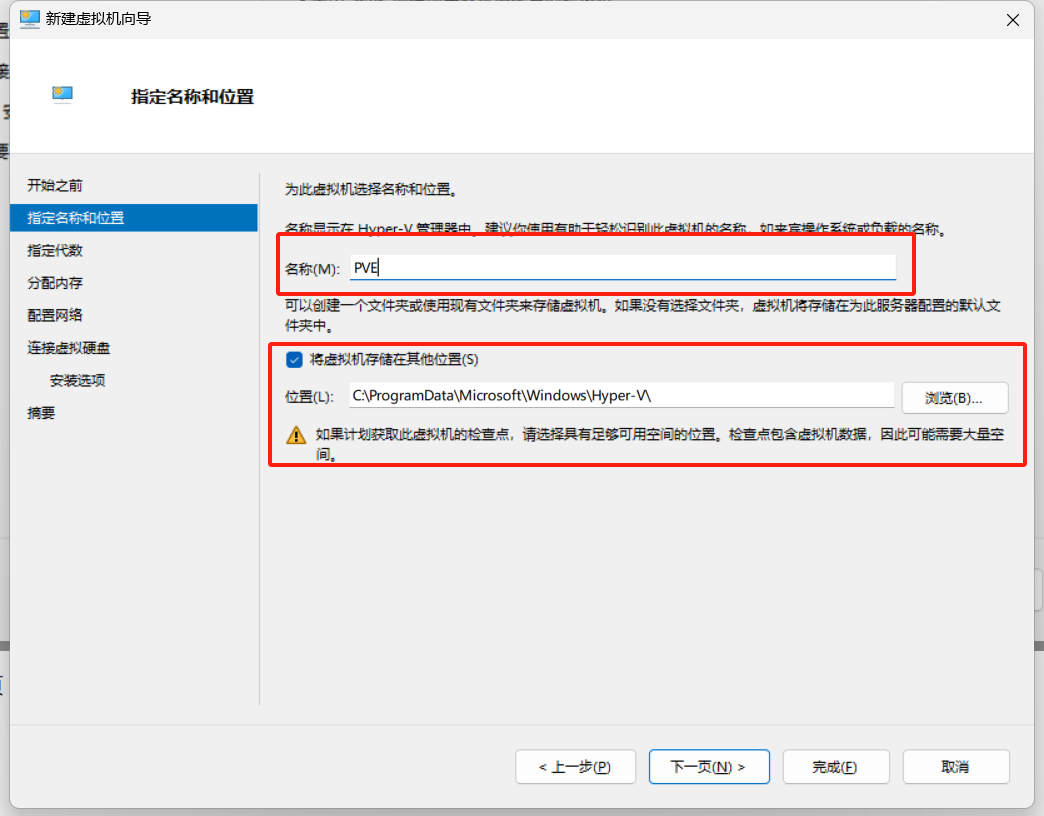 新建虚拟机向导
指定名称和位置
开始之前
指定名称和位置
指定代数
分配内存
配置网络
连接虚拟硬盘
安装选项
摘要
为此虚拟机选择名称和位置。
名称显示在 Hyper-V 管理器中。建议你使用有助于轻松识别此虚拟机的名称，如来宾操作系统或负载的名称。
名称(M):
PVE
可以创建一个文件夹或使用现有文件夹来存储虚拟机。如果没有选择文件夹，虚拟机将存储在为此服务器配置的默认文
件夹中。
将虚拟机存储在其他位置(S)
位置(L):
C:\ProgramData\Microsoft\Windows\Hyper-V\
浏览(B)...
如果计划获取此虚拟机的检查点，请选择具有足够可用空间的位置。检查点包含虚拟机数据，因此可能需要大量空
间。
< 上一步(P)
下一页(N) >
完成(F)
取消